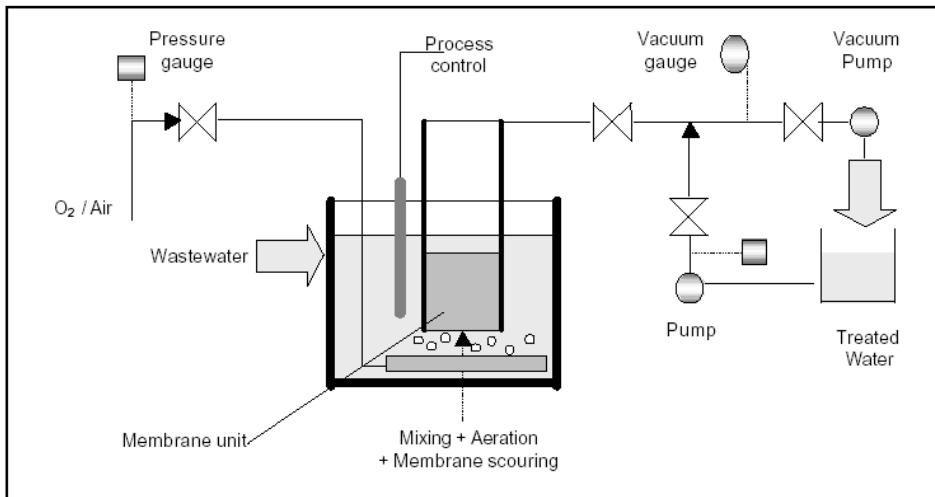 Pressure
gauge
Process
control
Vacuum
gauge
Vacuum
Pump
O₂ / Air
Wastewater
Pump
Treated
Water
Membrane unit
Mixing + Aeration
+ Membrane scouring